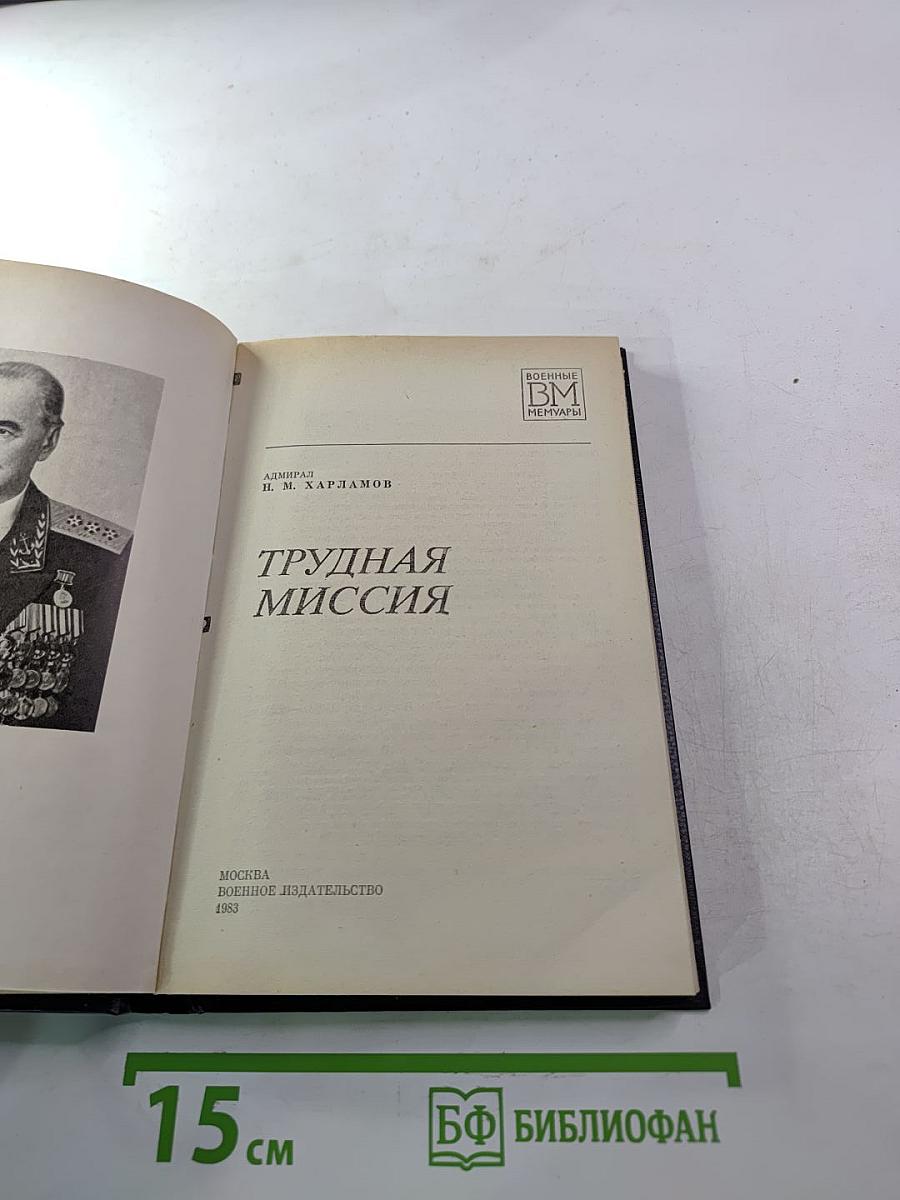 ВОЕННЫЕ
ВМ
МЕМУАРЫ
АДМИРАЛ
Н. М. ХАРЛАМОВ
ТРУДНАЯ
МИССИЯ
МОСКВА
ВОЕННОЕ ИЗДАТЕЛЬСТВО
1983
15 см
БФ БИБЛИОФАН